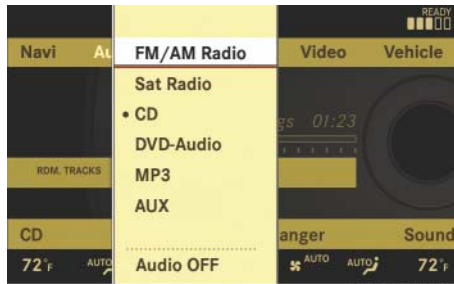 READY
Navi Au FM/AM Radio Video Vehicle
Sat Radio
• CD
gs 01:23
DVD-Audio
RDM. TRACKS MP3
AUX
CD anger Sound
72°F AUTO Audio OFF AUTO AUTO 72°F